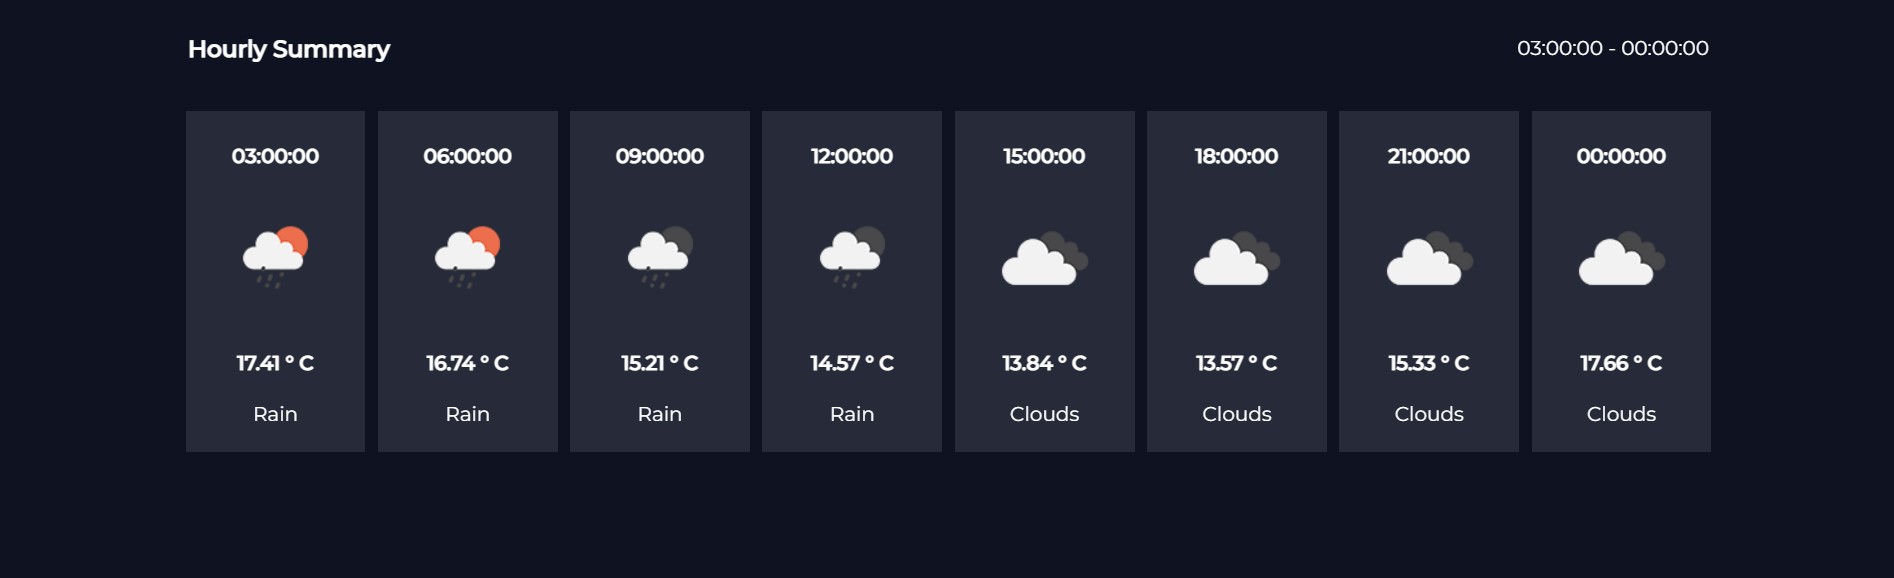 Hourly Summary
03:00:00 - 00:00:00
03:00:00 06:00:00 09:00:00 12:00:00 15:00:00 18:00:00 21:00:00 00:00:00
17.41 ° C 16.74 ° C 15.21 ° C 14.57 ° C 13.84 ° C 13.57 ° C 15.33 ° C 17.66 ° C
Rain Rain Rain Rain Clouds Clouds Clouds Clouds